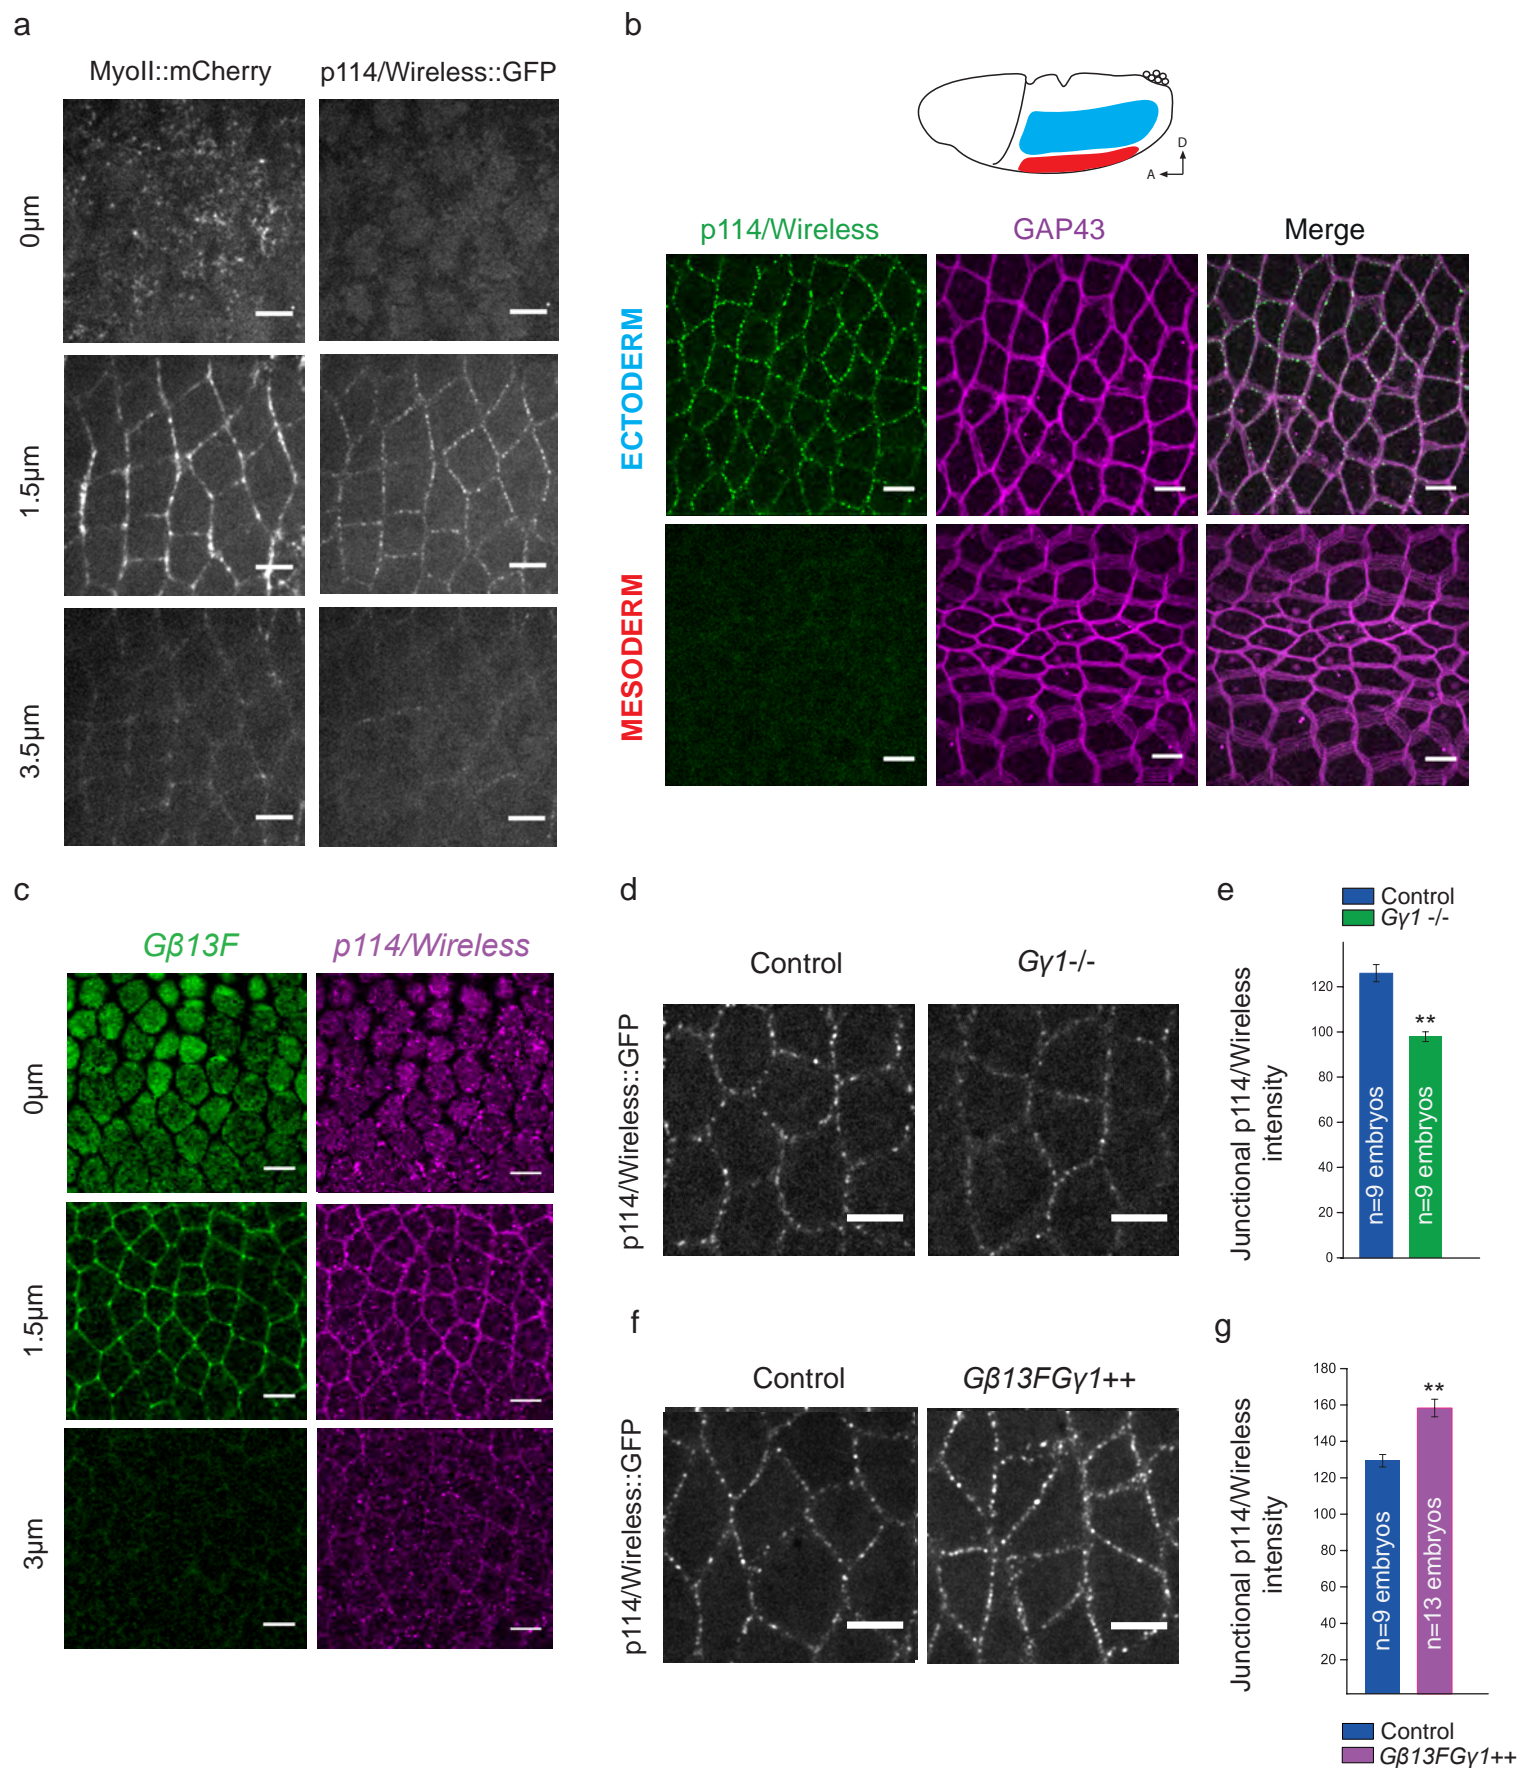 a
MyoII::mCherry
p114/Wireless::GFP
0µm
1.5µm
3.5µm
b
D
A
p114/Wireless
GAP43
Merge
ECTODERM
MESODERM
c
Gβ13F
p114/Wireless
0µm
1.5µm
3µm
d
Control
Gγ1-/-
p114/Wireless::GFP
e
Control
Gγ1 -/-
Junctional p114/Wireless
intensity
120
100
80
60
40
20
0
**
n=9 embryos
n=9 embryos
f
Control
Gβ13FGγ1++
p114/Wireless::GFP
g
Junctional p114/Wireless
intensity
180
160
140
120
100
80
60
40
20
**
n=9 embryos
n=13 embryos
Control
Gβ13FGγ1++